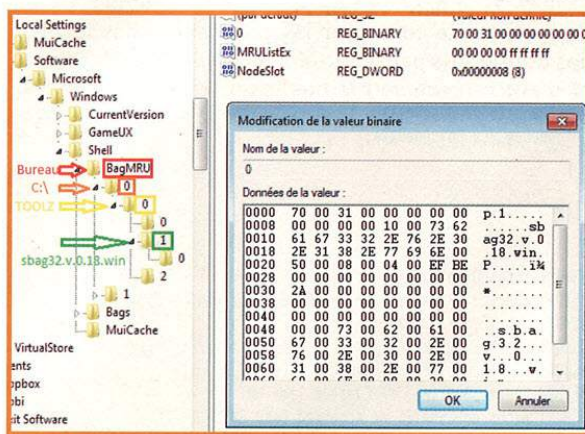 Local Settings
MuiCache
Software
Microsoft
Windows
CurrentVersion
GameUX
Shell
Bureau
BagMRU
C:\
0
TOOLZ
0
0
1
sbag32.v.0.18.win
0
2
1
Bags
MuiCache
VirtualStore
0 REG_BINARY 70 00 31 00 00 00 00 00 00
MRUListEx REG_BINARY 00 00 00 00 ff ff ff ff
NodeSlot REG_DWORD 0x00000008 (8)
Modification de la valeur binaire
Nom de la valeur :
0
Données de la valeur :
0000 70 00 31 00 00 00 00 00 p.1.....
0008 00 00 00 00 10 00 73 62 ......sb
0010 61 67 33 32 2E 76 2E 30 ag32.v.0
0018 2E 31 38 2E 77 69 6E 00 .18.win.
0020 50 00 08 00 04 00 EF BE P.....ï¾
0028 00 00 00 00 00 00 00 00 ........
0030 2A 00 00 00 00 00 00 00 *.......
0038 00 00 00 00 00 00 00 00 ........
0040 00 00 00 00 00 00 00 00 ........
0048 00 00 73 00 62 00 61 00 ..s.b.a.
0050 67 00 33 00 32 00 2E 00 g.3.2...
0058 76 00 2E 00 30 00 2E 00 v...0...
0060 31 00 38 00 2E 00 77 00 1.8...w.
OK Annuler